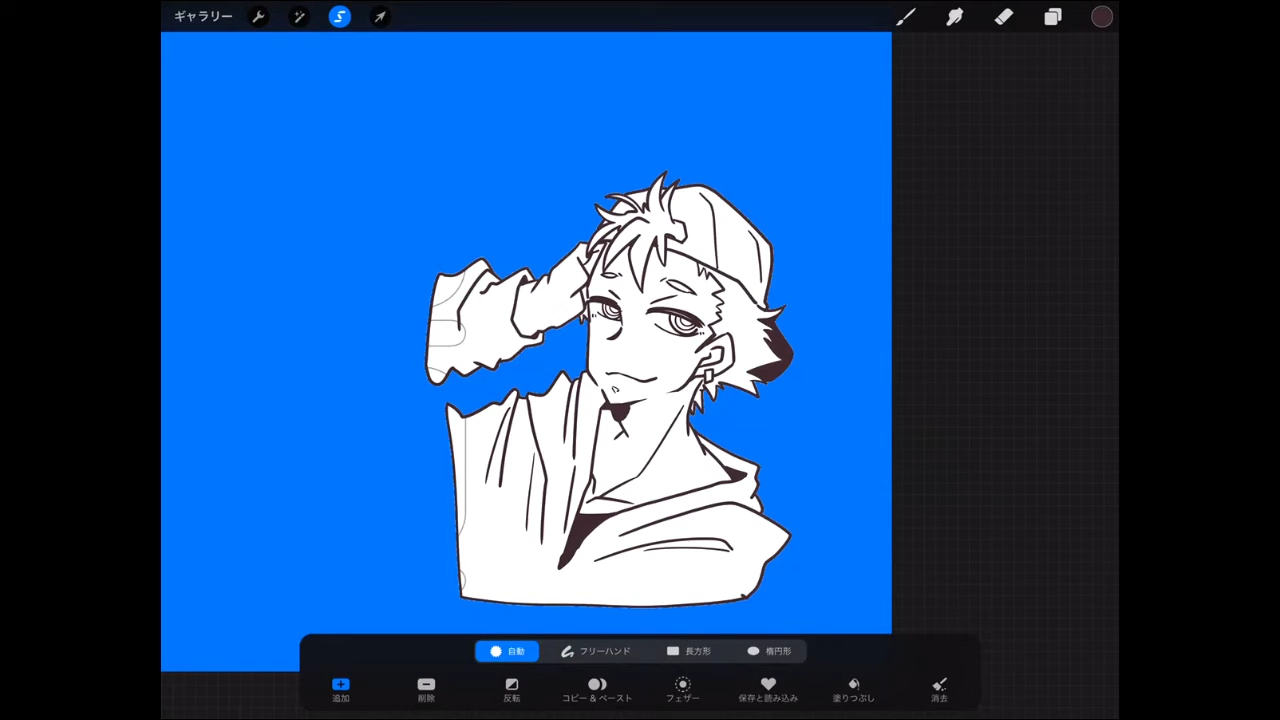 ギャラリー
自動 フリーハンド 長方形 楕円形
追加 削除 反転 コピー & ペースト フェザー 保存と読み込み 塗りつぶし 消去